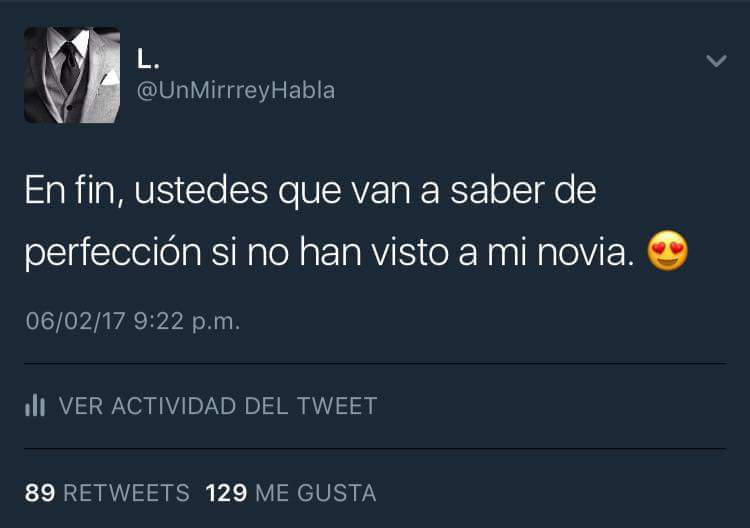 L.
@UnMirrreyHabla
En fin, ustedes que van a saber de
perfección si no han visto a mi novia. 😍
06/02/17 9:22 p.m.
VER ACTIVIDAD DEL TWEET
89 RETWEETS 129 ME GUSTA